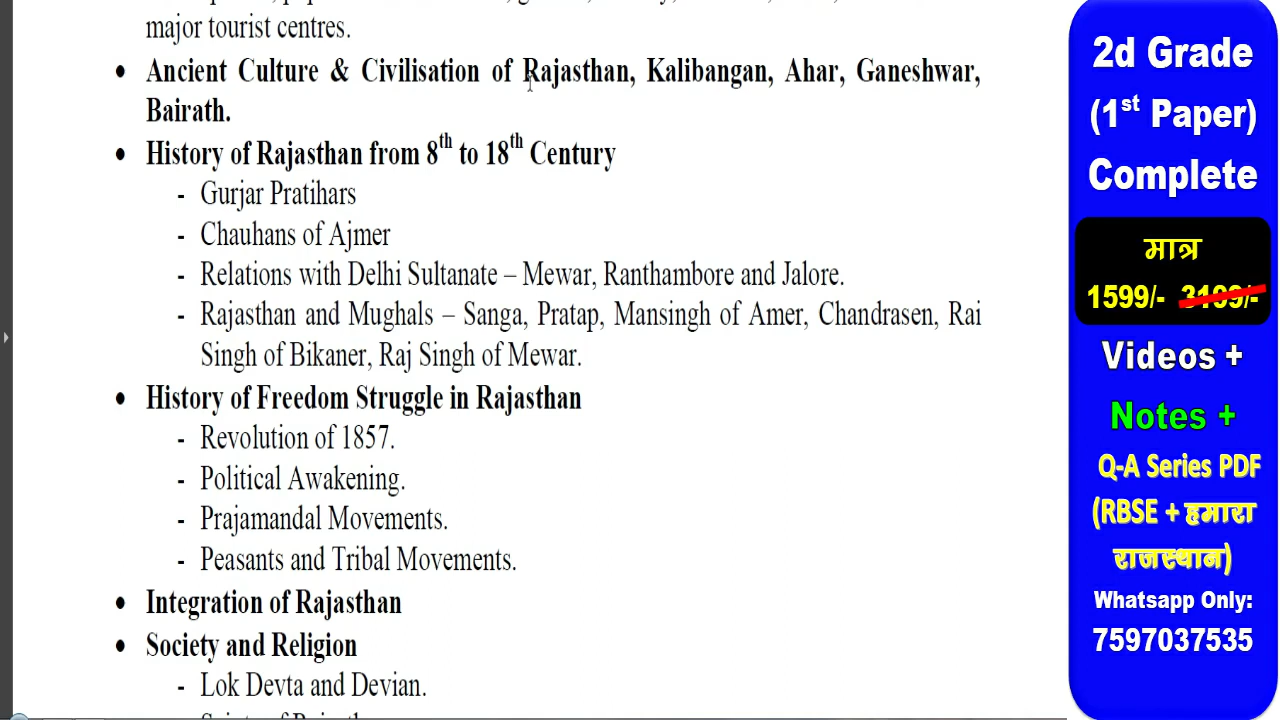 major tourist centres.
• Ancient Culture & Civilisation of Rajasthan, Kalibangan, Ahar, Ganeshwar,
Bairath.
• History of Rajasthan from 8th to 18th Century
- Gurjar Pratihars
- Chauhans of Ajmer
- Relations with Delhi Sultanate – Mewar, Ranthambore and Jalore.
- Rajasthan and Mughals – Sanga, Pratap, Mansingh of Amer, Chandrasen, Rai
Singh of Bikaner, Raj Singh of Mewar.
• History of Freedom Struggle in Rajasthan
- Revolution of 1857.
- Political Awakening.
- Prajamandal Movements.
- Peasants and Tribal Movements.
• Integration of Rajasthan
• Society and Religion
- Lok Devta and Devian.
2d Grade
(1st Paper)
Complete
मात्र
1599/- 3199/-
Videos +
Notes +
Q-A Series PDF
(RBSE + हमारा
राजस्थान)
Whatsapp Only:
7597037535